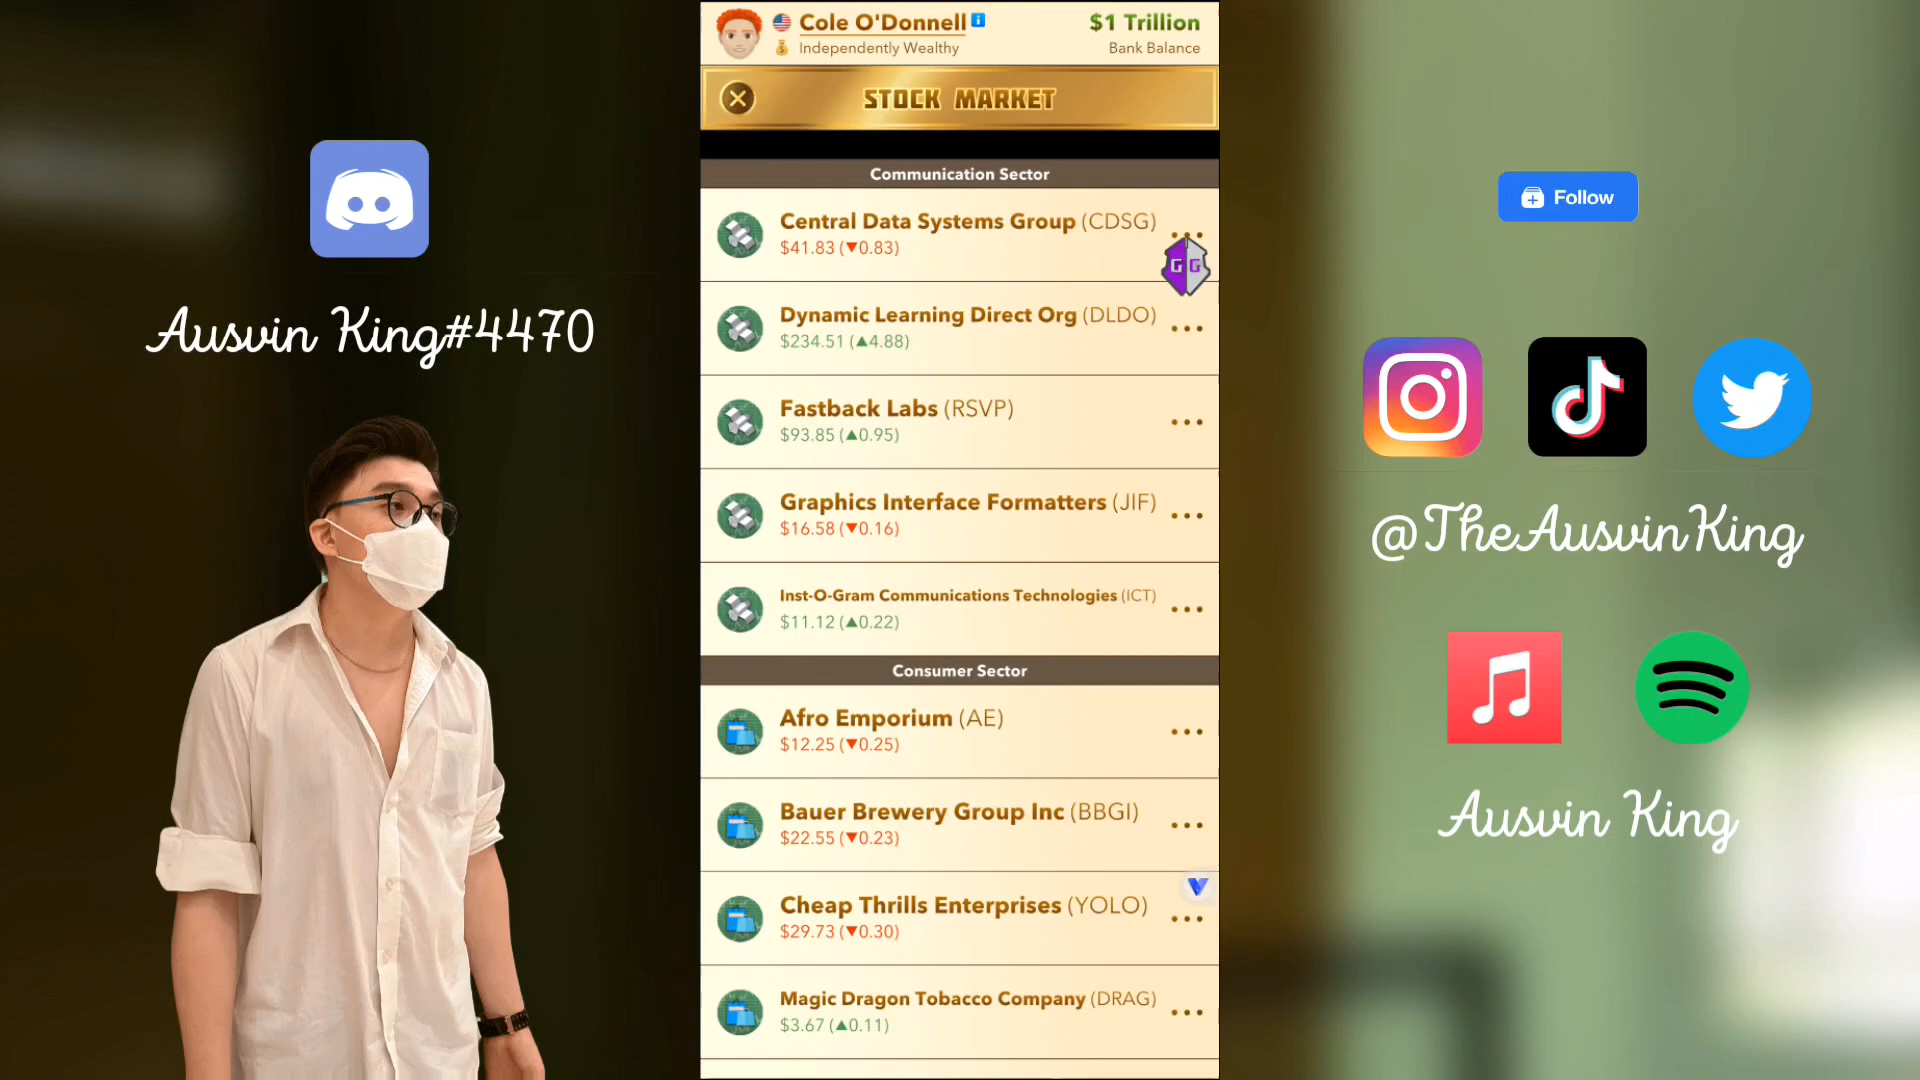 Cole O'Donnell
Independently Wealthy
$1 Trillion
Bank Balance
STOCK MARKET
Communication Sector
Central Data Systems Group (CDSG)
$41.83 (▼0.83)
GG
Dynamic Learning Direct Org (DLDO)
$234.51 (▲4.88)
Fastback Labs (RSVP)
$93.85 (▲0.95)
Graphics Interface Formatters (JIF)
$16.58 (▼0.16)
Inst-O-Gram Communications Technologies (ICT)
$11.12 (▲0.22)
Consumer Sector
Afro Emporium (AE)
$12.25 (▼0.25)
Bauer Brewery Group Inc (BBGI)
$22.55 (▼0.23)
Cheap Thrills Enterprises (YOLO)
$29.73 (▼0.30)
Magic Dragon Tobacco Company (DRAG)
$3.67 (▲0.11)
Ausvin King#4470
Follow
@TheAusvinKing
Ausvin King